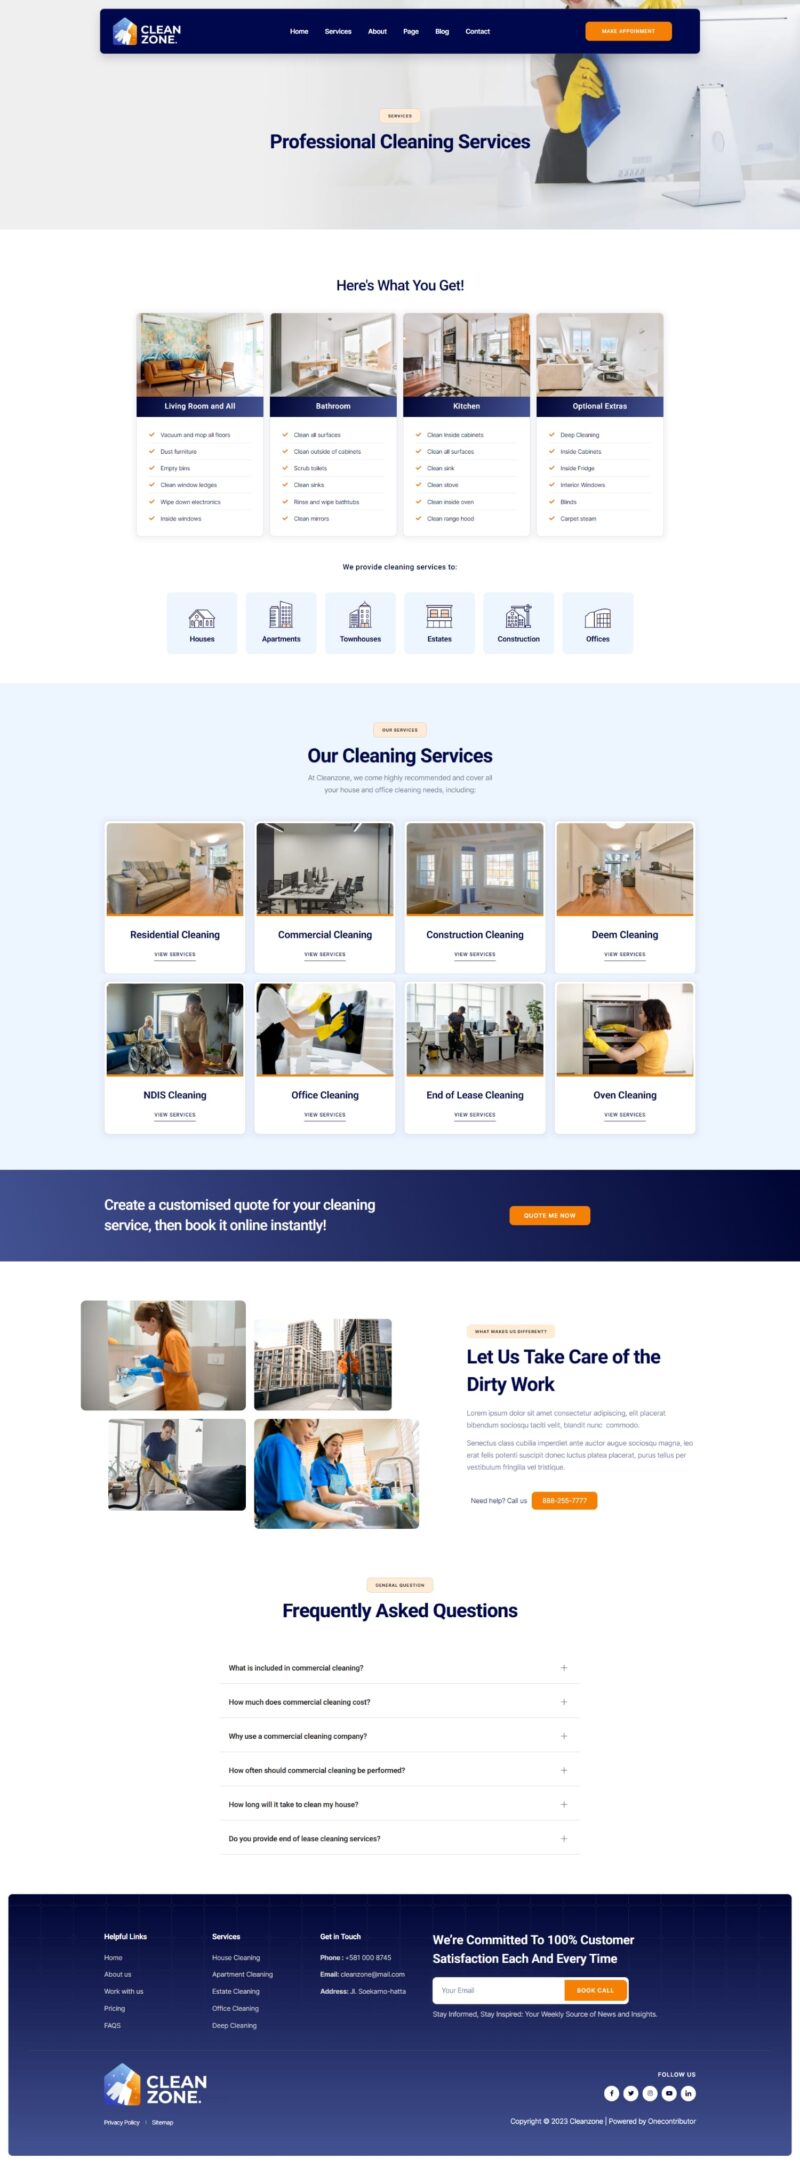 CLEAN
ZONE.
Home
Services
About
Page
Blog
Contact
MAKE APPOINMENT
SERVICES
Professional Cleaning Services
Here's What You Get!
Living Room and All
Vacuum and mop all floors
Dust furniture
Empty bins
Clean window ledges
Wipe down electronics
Inside windows
Bathroom
Clean all surfaces
Clean outside of cabinets
Scrub toilets
Clean sinks
Rinse and wipe bathtubs
Clean mirrors
Kitchen
Clean Inside cabinets
Clean all surfaces
Clean sink
Clean stove
Clean inside oven
Clean range hood
Optional Extras
Deep Cleaning
Inside Cabinets
Inside Fridge
Interior Windows
Blinds
Carpet steam
We provide cleaning services to:
Houses
Apartments
Townhouses
Estates
Construction
Offices
OUR SERVICES
Our Cleaning Services
At Cleanzone, we come highly recommended and cover all
your house and office cleaning needs, including:
Residential Cleaning
VIEW SERVICES
Commercial Cleaning
VIEW SERVICES
Construction Cleaning
VIEW SERVICES
Deem Cleaning
VIEW SERVICES
NDIS Cleaning
VIEW SERVICES
Office Cleaning
VIEW SERVICES
End of Lease Cleaning
VIEW SERVICES
Oven Cleaning
VIEW SERVICES
Create a customised quote for your cleaning
service, then book it online instantly!
QUOTE ME NOW
WHAT MAKES US DIFFERENT?
Let Us Take Care of the
Dirty Work
Lorem ipsum dolor sit amet consectetur adipiscing, elit placerat
bibendum sociosqu taciti velit, blandit nunc commodo.
Senectus class cubilia imperdiet ante auctor augue sociosqu magna, leo
erat felis potenti suscipit donec luctus platea placerat, purus tellus per
vestibulum fringilla vel tristique.
Need help? Call us
888-255-7777
GENERAL QUESTION
Frequently Asked Questions
What is included in commercial cleaning?
How much does commercial cleaning cost?
Why use a commercial cleaning company?
How often should commercial cleaning be performed?
How long will it take to clean my house?
Do you provide end of lease cleaning services?
Helpful Links
Home
About us
Work with us
Pricing
FAQS
Services
House Cleaning
Apartment Cleaning
Estate Cleaning
Office Cleaning
Deep Cleaning
Get in Touch
Phone : +581 000 8745
Email: cleanzone@mail.com
Address: Jl. Soekarno-hatta
We're Committed To 100% Customer
Satisfaction Each And Every Time
Your Email
BOOK CALL
Stay Informed, Stay Inspired: Your Weekly Source of News and Insights.
CLEAN
ZONE.
Privacy Policy
Sitemap
FOLLOW US
Copyright © 2023 Cleanzone | Powered by Onecontributor